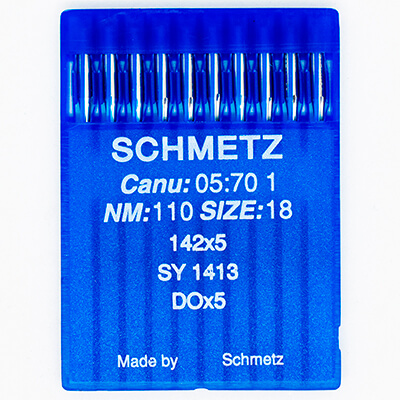 SCHMETZ
Canu: 05:70 1
NM:110 SIZE:18
142x5
SY 1413
DOx5
Made by Schmetz